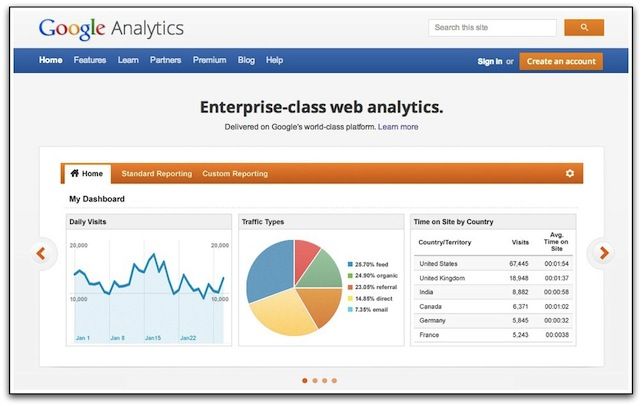 Google Analytics
Search this site
Home Features Learn Partners Premium Blog Help Sign in or Create an account
Enterprise-class web analytics.
Delivered on Google's world-class platform. Learn more
Home Standard Reporting Custom Reporting
My Dashboard
Daily Visits
20,000 20,000
10,000 10,000
Jan 1 Jan 8 Jan15 Jan22
Traffic Types
25.70% feed
24.90% organic
23.05% referral
14.85% direct
7.35% email
Time on Site by Country
Country/Territory Visits Avg. Time on Site
United States 67,445 00:01:54
United Kingdom 18,948 00:01:37
India 8,882 00:00:58
Canada 6,371 00:01:02
Germany 5,845 00:00:32
France 5,243 00:0038